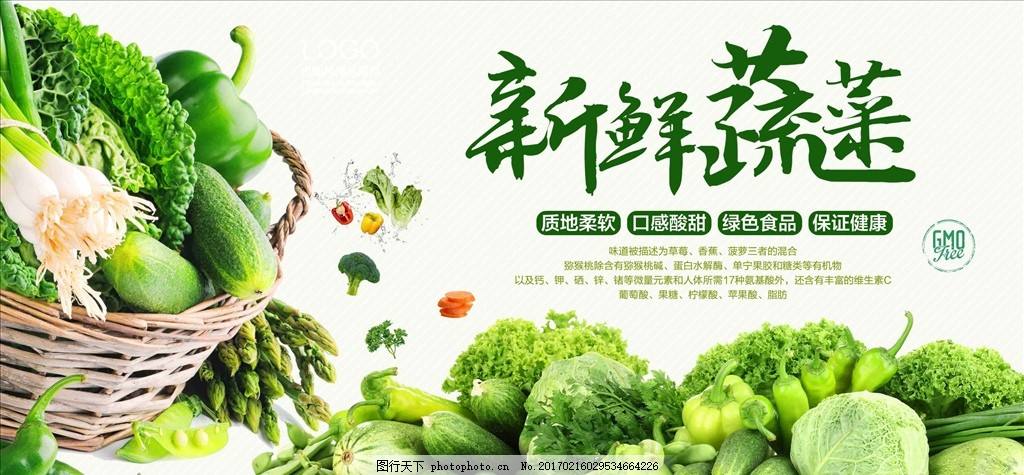 LOGO
新鲜蔬菜
质地柔软 口感酸甜 绿色食品 保证健康
味道被描述为草莓、香蕉、菠萝三者的混合
猕猴桃除含有猕猴桃碱、蛋白水解酶、单宁果胶和糖类等有机物
以及钙、钾、硒、锌、锗等微量元素和人体所需17种氨基酸外，还含有丰富的维生素C
葡萄酸、果糖、柠檬酸、苹果酸、脂肪
GMO
Free
图行天下 www.photophoto.cn No.20170216029534664226